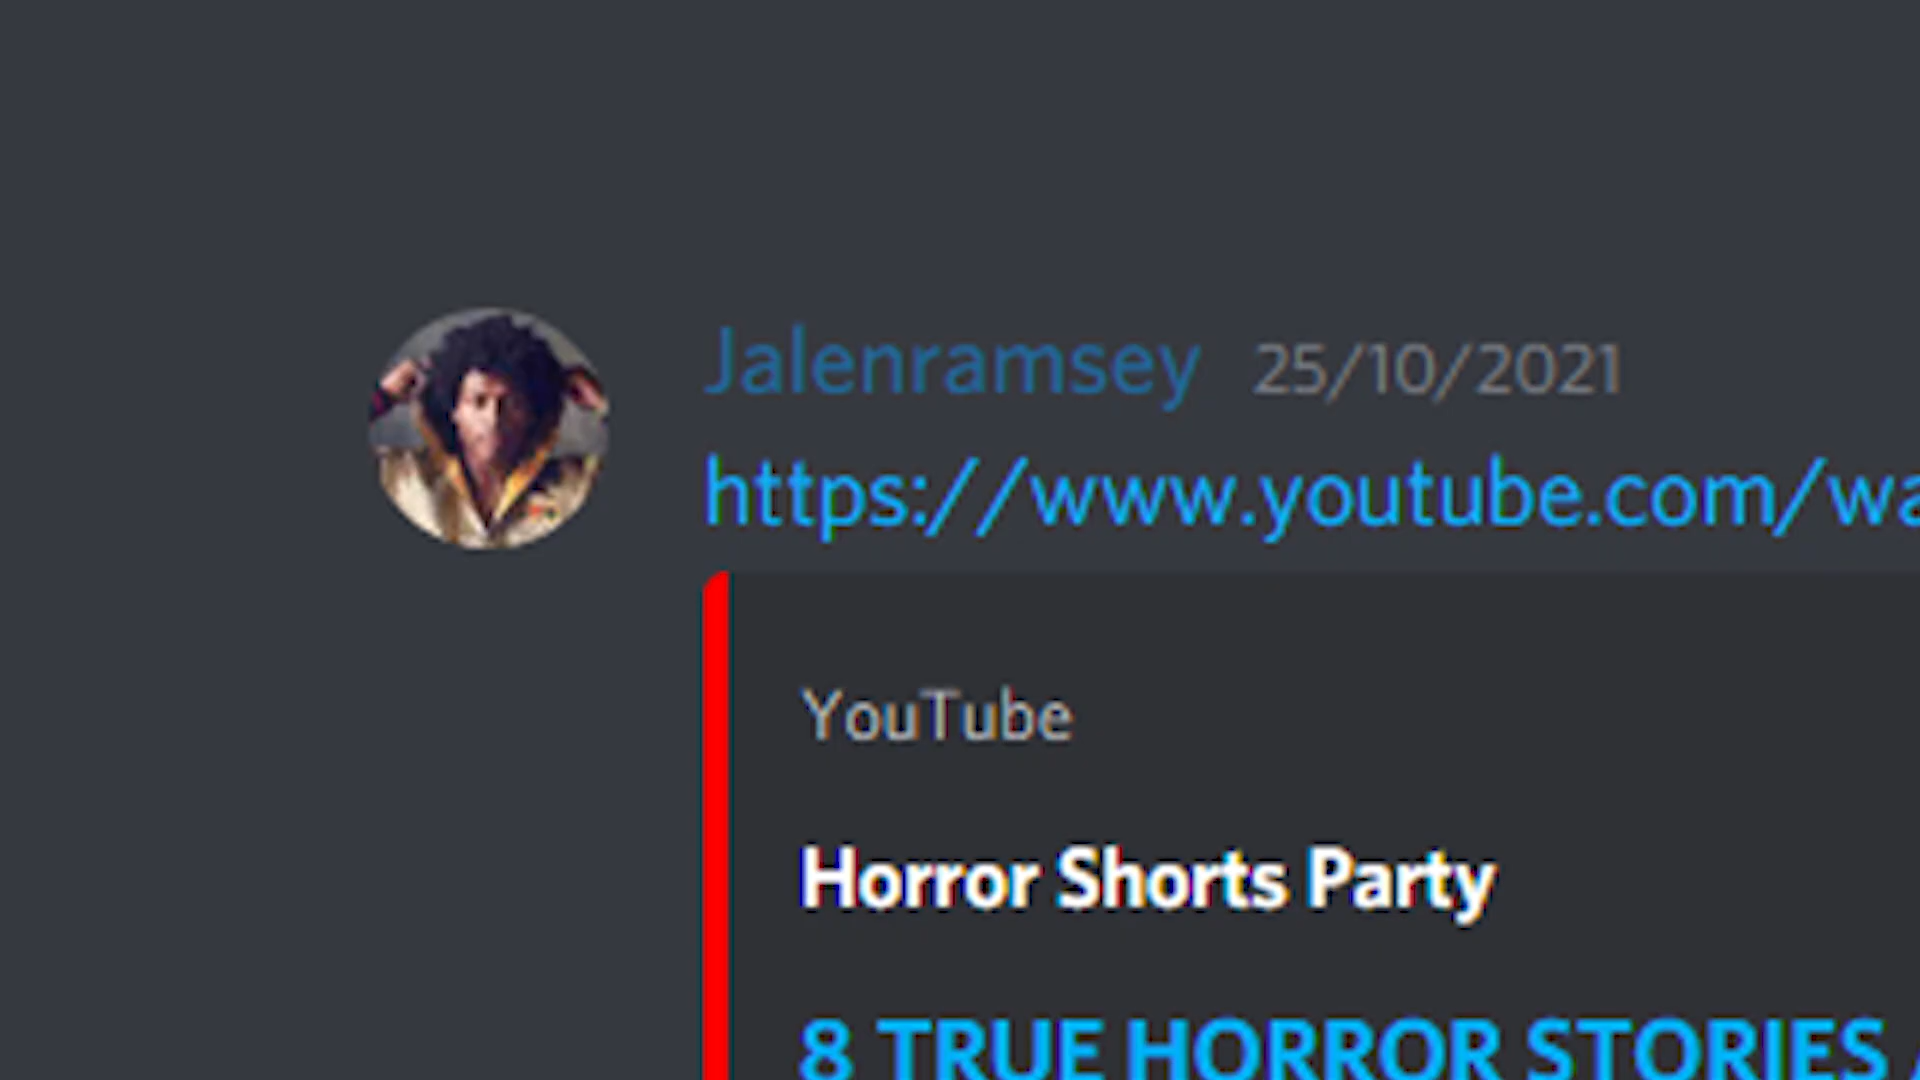 Jalenramsey 25/10/2021
https://www.youtube.com/wa
YouTube
Horror Shorts Party
8 TRUE HORROR STORIES